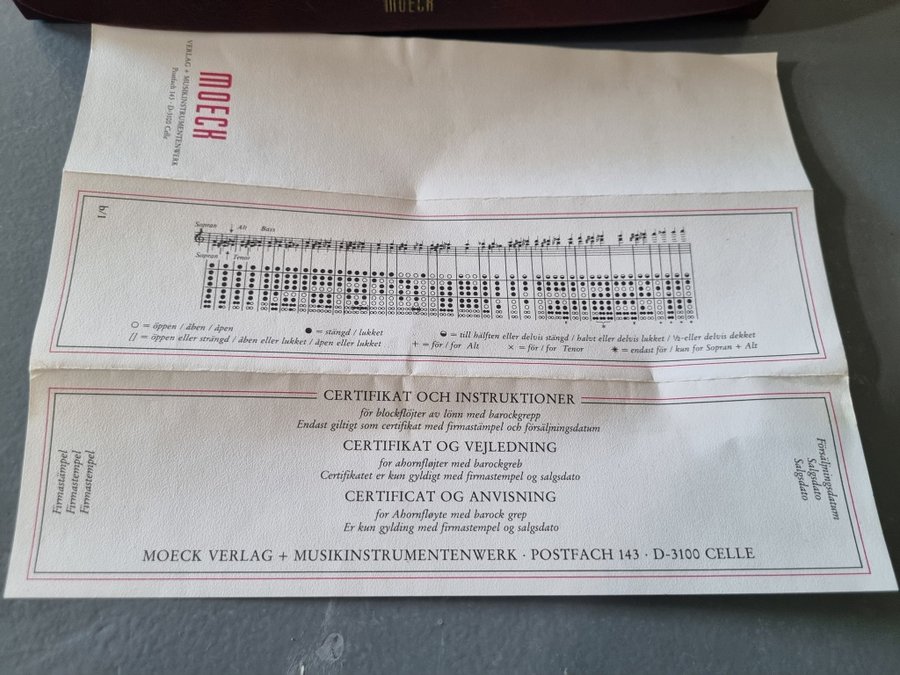 MOECK
MOECK
VERLAG + MUSIKINSTRUMENTENWERK
Postfach 143 · D-3100 Celle
b/1
Sopran Alt Bass
Sopran Tenor
○ = öppen / åben / åpen ● = stängd / lukket ◒ = till hälften eller delvis stängd / halvt eller delvis lukket / ½-eller delvis dekket
[] = öppen eller strängd / åben eller lukket / åpen eller lukket + = för / for Alt × = för / for Tenor ∗ = endast för / kun for Sopran + Alt
CERTIFIKAT OCH INSTRUKTIONER
för blockflöjter av lönn med barockgrepp
Endast giltigt som certifikat med firmastämpel och försäljningsdatum
CERTIFIKAT OG VEJLEDNING
for ahornfløjter med barockgreb
Certifikatet er kun gyldigt med firmastempel og salgsdato
CERTIFICAT OG ANVISNING
for Ahornfløyte med barock grep
Er kun gylding med firmastempel og salgsdato
MOECK VERLAG + MUSIKINSTRUMENTENWERK · POSTFACH 143 · D-3100 CELLE
Firmastämpel
Firmastempel
Firmastempel
Försäljningsdatum
Salgsdato
Salgsdato